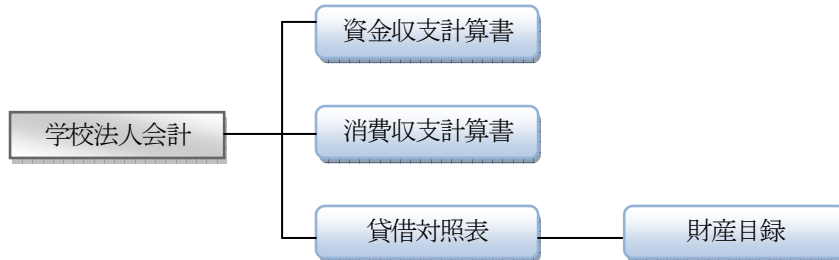 資金収支計算書
学校法人会計
消費収支計算書
貸借対照表
財産目録